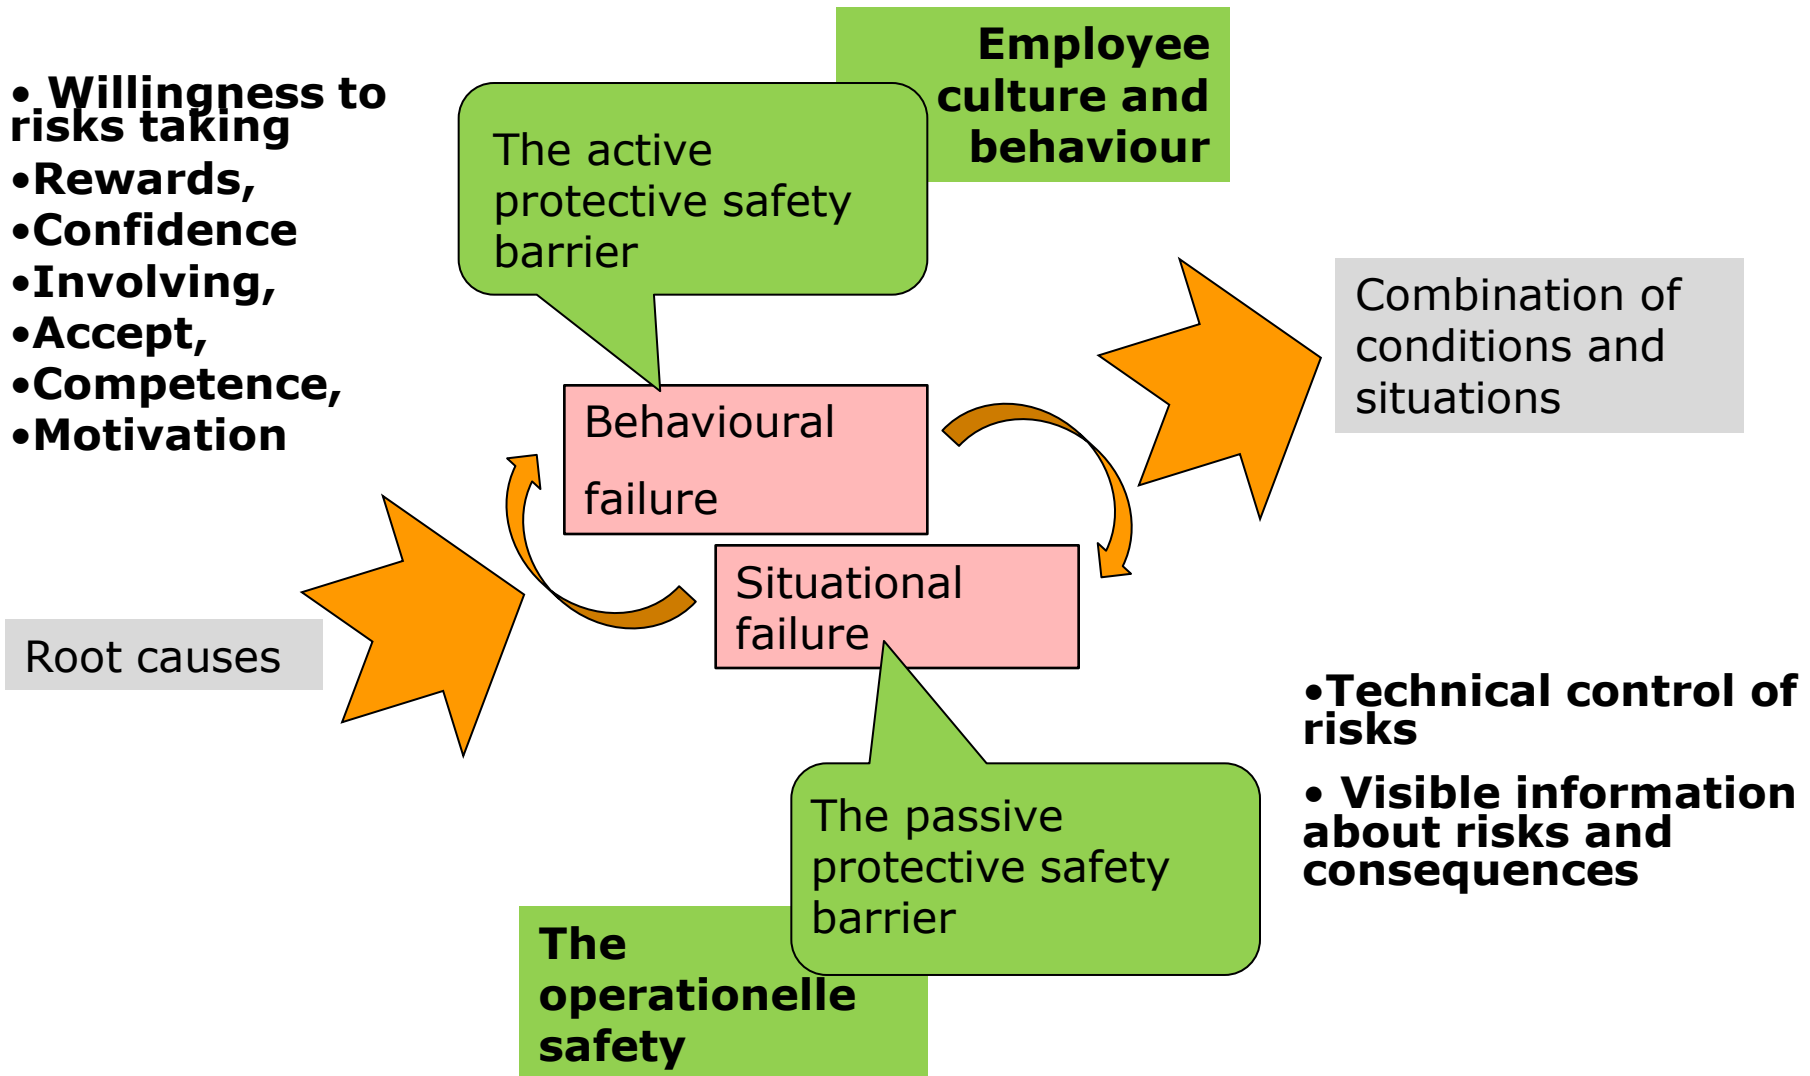 Employee
culture and
behaviour
• Willingness to
risks taking
•Rewards,
•Confidence
•Involving,
•Accept,
•Competence,
•Motivation
The active
protective safety
barrier
Combination of
conditions and
situations
Behavioural
failure
Situational
failure
Root causes
•Technical control of
risks
• Visible information
about risks and
consequences
The passive
protective safety
barrier
The
operationelle
safety